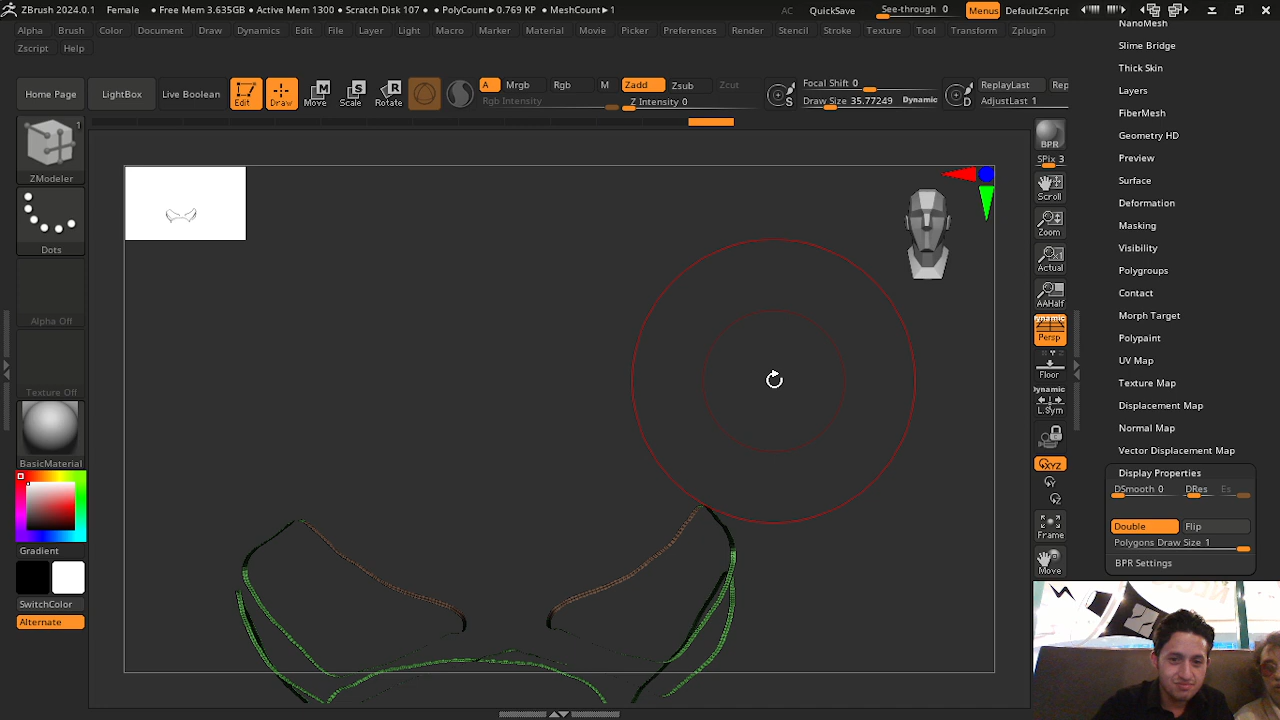 ZBrush 2024.0.1 Female • Free Mem 3.635GB • Active Mem 1300 • Scratch Disk 107 • PolyCount▸0.769 KP • MeshCount▸1 AC QuickSave See-through 0 Menus DefaultZScript
Alpha Brush Color Document Draw Dynamics Edit File Layer Light Macro Marker Material Movie Picker Preferences Render Stencil Stroke Texture Tool Transform Zplugin
Zscript Help
Home Page LightBox Live Boolean Edit Draw Move Scale Rotate
A Mrgb Rgb M Zadd Zsub Zcut
Rgb Intensity Z Intensity 0
Focal Shift 0
Draw Size 35.77249 Dynamic
S D
ReplayLast Rep
AdjustLast 1
1
ZModeler
Dots
Alpha Off
Texture Off
BasicMaterial
Gradient
SwitchColor
Alternate
BPR
SPix 3
Scroll
Zoom
Actual
AAHalf
Dynamic
Persp
Floor
Dynamic
L.Sym
XYZ
Y
Z
Frame
Move
NanoMesh
Slime Bridge
Thick Skin
Layers
FiberMesh
Geometry HD
Preview
Surface
Deformation
Masking
Visibility
Polygroups
Contact
Morph Target
Polypaint
UV Map
Texture Map
Displacement Map
Normal Map
Vector Displacement Map
Display Properties
DSmooth 0 DRes Es
Double Flip
Polygons Draw Size 1
BPR Settings